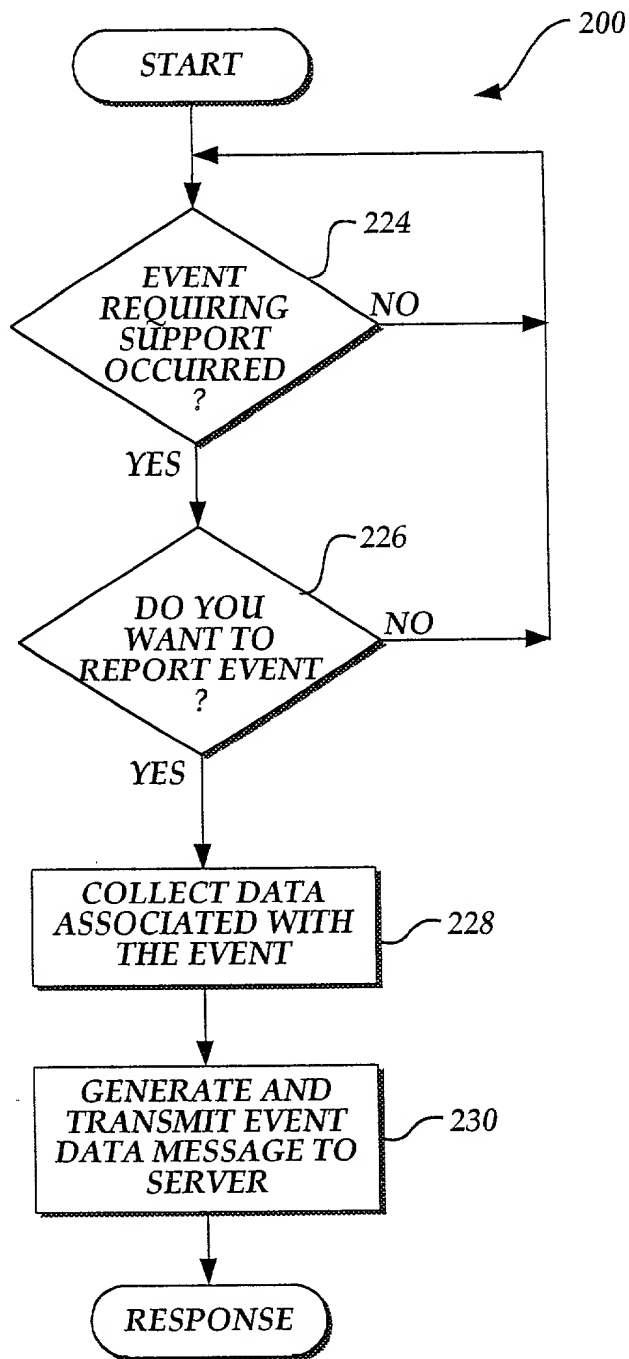 200
START
224
EVENT
REQUIRING
SUPPORT
OCCURRED
?
NO
YES
226
DO YOU
WANT TO
REPORT EVENT
?
NO
YES
COLLECT DATA
ASSOCIATED WITH
THE EVENT
228
GENERATE AND
TRANSMIT EVENT
DATA MESSAGE TO
SERVER
230
RESPONSE